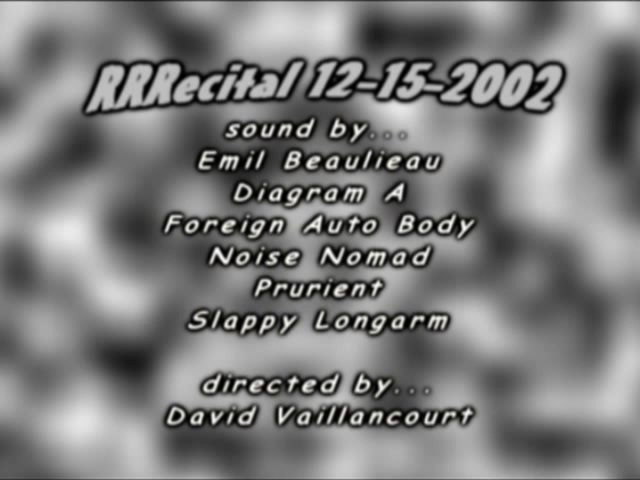 RRRecital 12-15-2002
sound by...
Emil Beaulieau
Diagram A
Foreign Auto Body
Noise Nomad
Prurient
Slappy Longarm
directed by...
David Vaillancourt